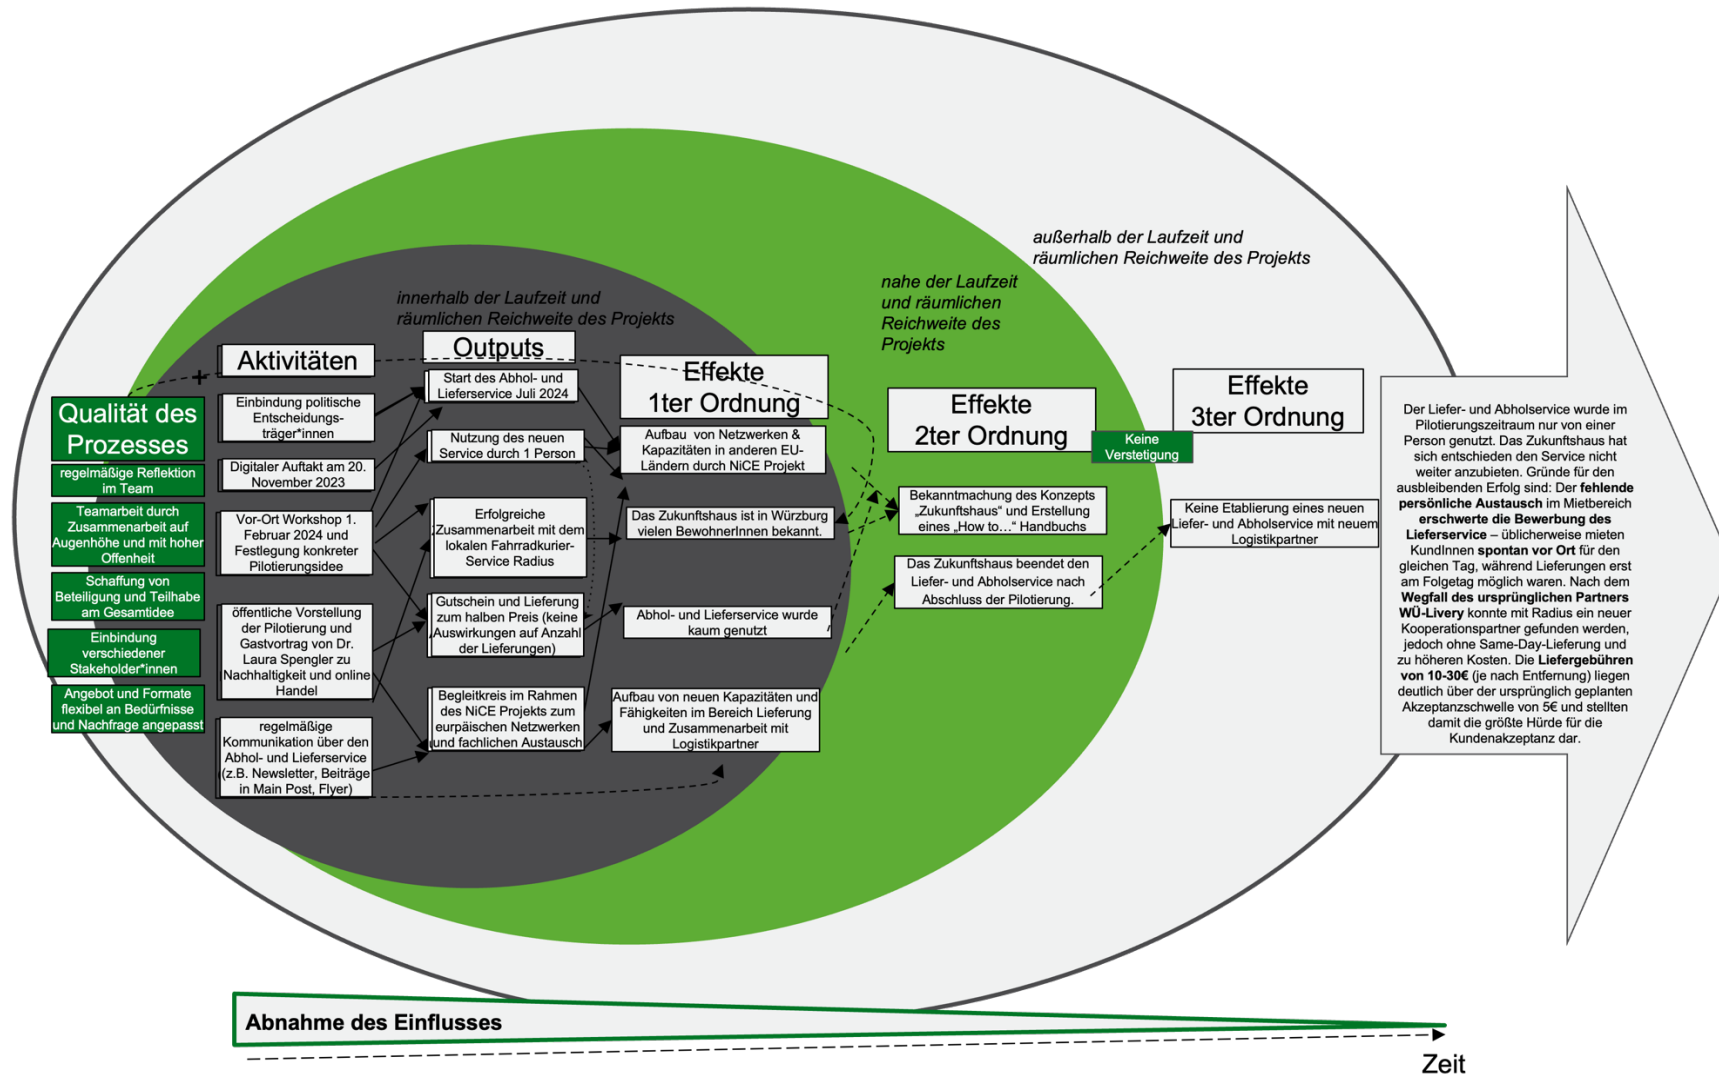 außerhalb der Laufzeit und
räumlichen Reichweite des Projekts
nahe der Laufzeit
und räumlichen
Reichweite des
Projekts
innerhalb der Laufzeit und
räumlichen Reichweite des Projekts
+
Qualität des
Prozesses
regelmäßige Reflektion
im Team
Teamarbeit durch
Zusammenarbeit auf
Augenhöhe und mit hoher
Offenheit
Schaffung von
Beteiligung und Teilhabe
am Gesamtidee
Einbindung
verschiedener
Stakeholder*innen
Angebot und Formate
flexibel an Bedürfnisse
und Nachfrage angepasst
Aktivitäten
Einbindung politische
Entscheidungs-
träger*innen
Digitaler Auftakt am 20.
November 2023
Vor-Ort Workshop 1.
Februar 2024 und
Festlegung konkreter
Pilotierungsidee
öffentliche Vorstellung
der Pilotierung und
Gastvortrag von Dr.
Laura Spengler zu
Nachhaltigkeit und online
Handel
regelmäßige
Kommunikation über den
Abhol- und Lieferservice
(z.B. Newsletter, Beiträge
in Main Post, Flyer)
Outputs
Start des Abhol- und
Lieferservice Juli 2024
Nutzung des neuen
Service durch 1 Person
Erfolgreiche
Zusammenarbeit mit dem
lokalen Fahrradkurier-
Service Radius
Gutschein und Lieferung
zum halben Preis (keine
Auswirkungen auf Anzahl
der Lieferungen)
Begleitkreis im Rahmen
des NiCE Projekts zum
eurpäischen Netzwerken
und fachlichen Austausch
Effekte
1ter Ordnung
Aufbau von Netzwerken &
Kapazitäten in anderen EU-
Ländern durch NiCE Projekt
Das Zukunftshaus ist in Würzburg
vielen BewohnerInnen bekannt.
Abhol- und Lieferservice wurde
kaum genutzt
Aufbau von neuen Kapazitäten und
Fähigkeiten im Bereich Lieferung
und Zusammenarbeit mit
Logistikpartner
Effekte
2ter Ordnung
Bekanntmachung des Konzepts
„Zukunftshaus“ und Erstellung
eines „How to…“ Handbuchs
Das Zukunftshaus beendet den
Liefer- und Abholservice nach
Abschluss der Pilotierung.
Keine
Verstetigung
Effekte
3ter Ordnung
Keine Etablierung eines neuen
Liefer- und Abholservice mit neuem
Logistikpartner
Der Liefer- und Abholservice wurde im
Pilotierungszeitraum nur von einer
Person genutzt. Das Zukunftshaus hat
sich entschieden den Service nicht
weiter anzubieten. Gründe für den
ausbleibenden Erfolg sind: Der fehlende
persönliche Austausch im Mietbereich
erschwerte die Bewerbung des
Lieferservice – üblicherweise mieten
KundInnen spontan vor Ort für den
gleichen Tag, während Lieferungen erst
am Folgetag möglich waren. Nach dem
Wegfall des ursprünglichen Partners
WÜ-Livery konnte mit Radius ein neuer
Kooperationspartner gefunden werden,
jedoch ohne Same-Day-Lieferung und
zu höheren Kosten. Die Liefergebühren
von 10-30€ (je nach Entfernung) liegen
deutlich über der ursprünglich geplanten
Akzeptanzschwelle von 5€ und stellten
damit die größte Hürde für die
Kundenakzeptanz dar.
Abnahme des Einflusses
Zeit